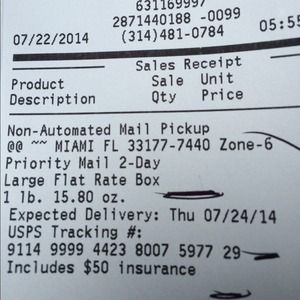 631169997
2871440188 -0099
07/22/2014 (314)481-0784 05:55
Sales Receipt
Product Sale Unit
Description Qty Price
Non-Automated Mail Pickup
@@ ~~ MIAMI FL 33177-7440 Zone-6
Priority Mail 2-Day
Large Flat Rate Box
1 lb. 15.80 oz.
Expected Delivery: Thu 07/24/14
USPS Tracking #:
9114 9999 4423 8007 5977 29
Includes $50 insurance